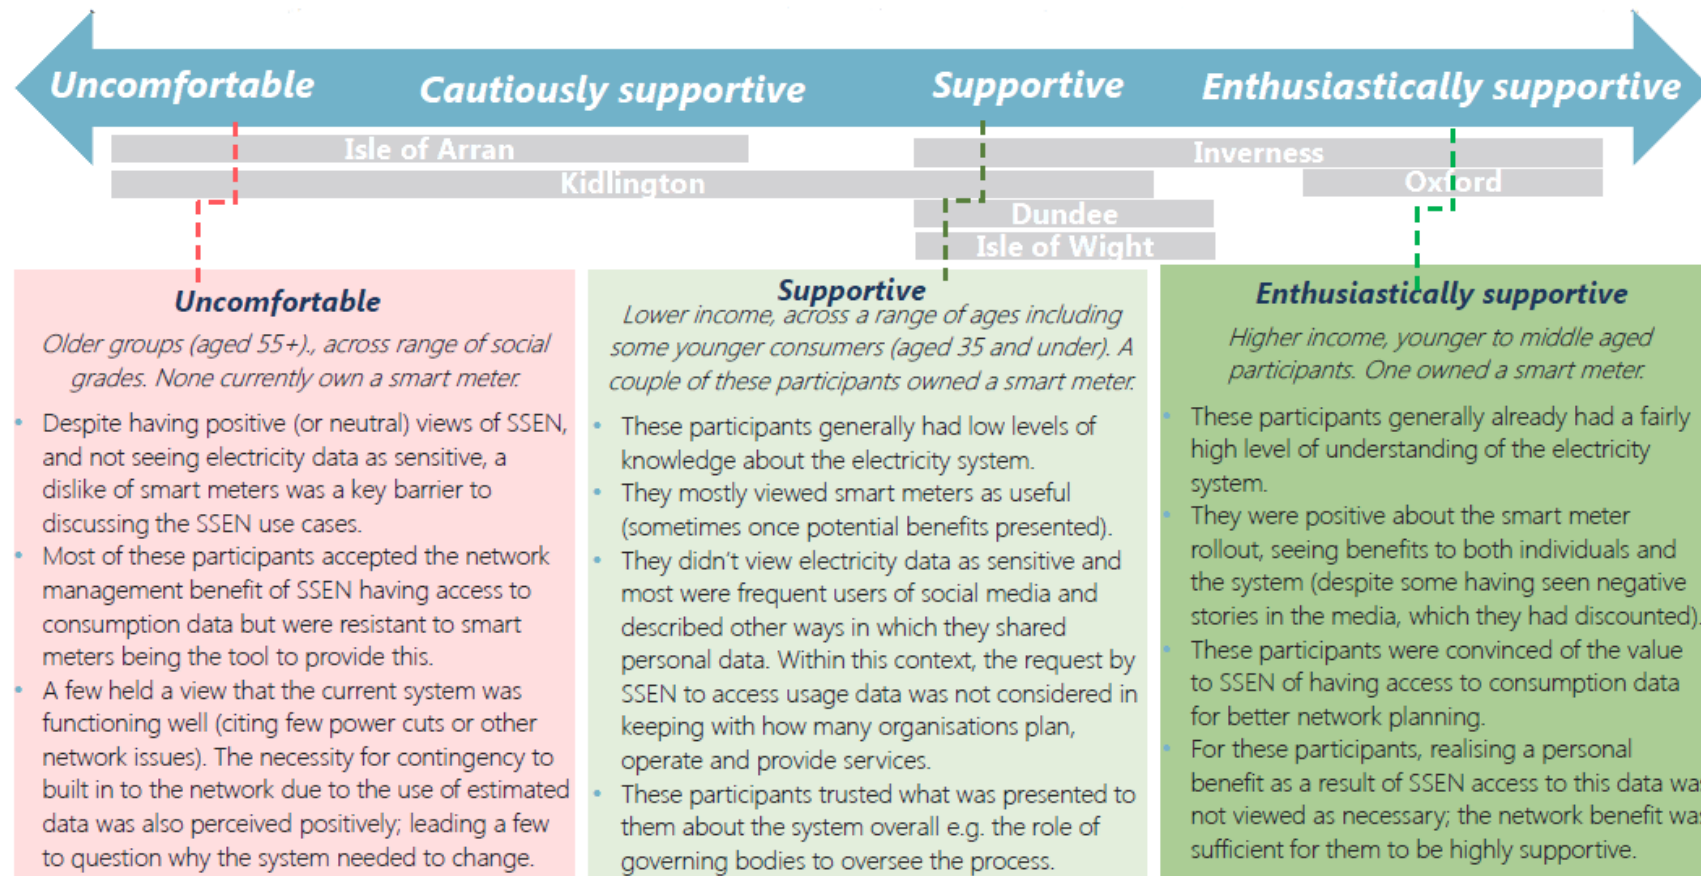 Uncomfortable
Cautiously supportive
Supportive
Enthusiastically supportive
Isle of Arran
Inverness
Kidlington
Oxford
Dundee
Isle of Wight
Uncomfortable
Older groups (aged 55+)., across range of social
grades. None currently own a smart meter.
• Despite having positive (or neutral) views of SSEN,
and not seeing electricity data as sensitive, a
dislike of smart meters was a key barrier to
discussing the SSEN use cases.
• Most of these participants accepted the network
management benefit of SSEN having access to
consumption data but were resistant to smart
meters being the tool to provide this.
• A few held a view that the current system was
functioning well (citing few power cuts or other
network issues). The necessity for contingency to
built in to the network due to the use of estimated
data was also perceived positively; leading a few
to question why the system needed to change.
Supportive
Lower income, across a range of ages including
some younger consumers (aged 35 and under). A
couple of these participants owned a smart meter.
• These participants generally had low levels of
knowledge about the electricity system.
• They mostly viewed smart meters as useful
(sometimes once potential benefits presented).
• They didn't view electricity data as sensitive and
most were frequent users of social media and
described other ways in which they shared
personal data. Within this context, the request by
SSEN to access usage data was not considered in
keeping with how many organisations plan,
operate and provide services.
• These participants trusted what was presented to
them about the system overall e.g. the role of
governing bodies to oversee the process.
Enthusiastically supportive
Higher income, younger to middle aged
participants. One owned a smart meter.
• These participants generally already had a fairly
high level of understanding of the electricity
system.
• They were positive about the smart meter
rollout, seeing benefits to both individuals and
the system (despite some having seen negative
stories in the media, which they had discounted).
• These participants were convinced of the value
to SSEN of having access to consumption data
for better network planning.
• For these participants, realising a personal
benefit as a result of SSEN access to this data was
not viewed as necessary; the network benefit was
sufficient for them to be highly supportive.